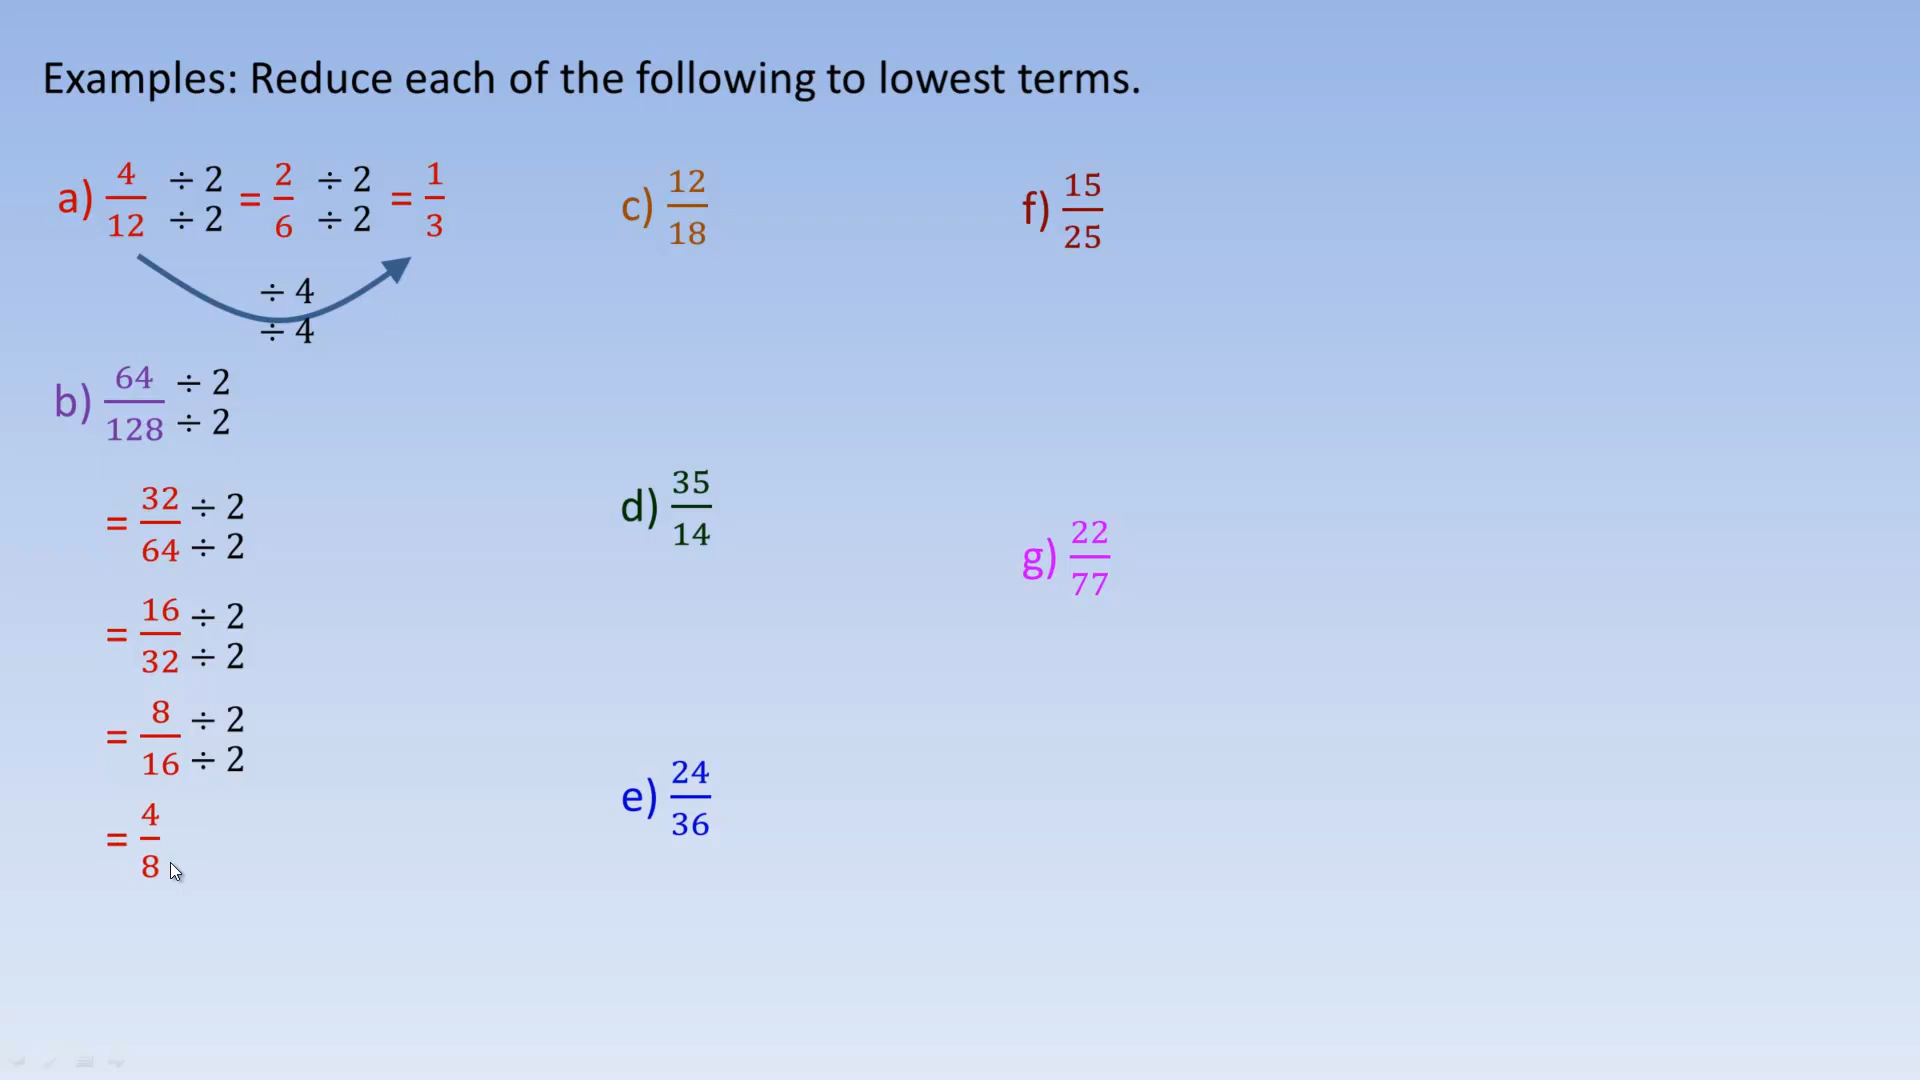 Examples: Reduce each of the following to lowest terms.
a) 4/12 ÷ 2 / ÷ 2 = 2/6 ÷ 2 / ÷ 2 = 1/3
÷ 4
÷ 4
b) 64/128 ÷ 2 / ÷ 2
= 32/64 ÷ 2 / ÷ 2
= 16/32 ÷ 2 / ÷ 2
= 8/16 ÷ 2 / ÷ 2
= 4/8
c) 12/18
d) 35/14
e) 24/36
f) 15/25
g) 22/77